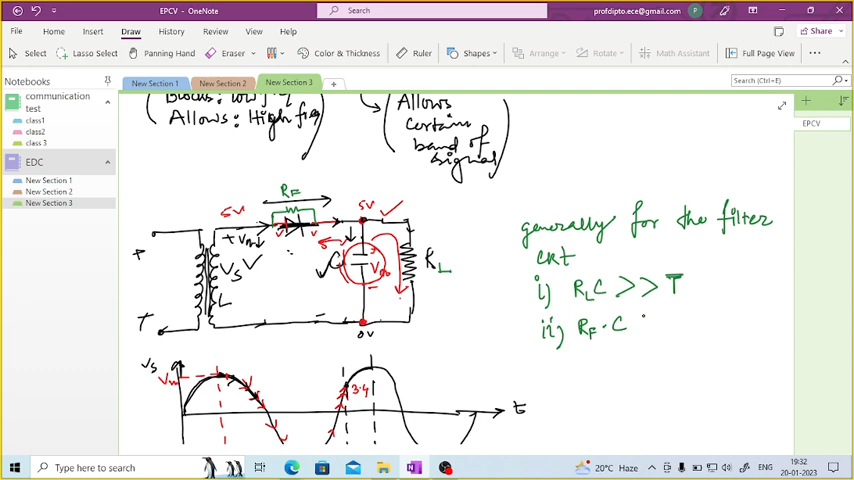 EPCV - OneNote
Search
profdipto.ece@gmail.com
P
File Home Insert Draw History Review View Help
Share
Select Lasso Select Panning Hand Eraser Color & Thickness Ruler Shapes Arrange Rotate Math Assistant Full Page View
Notebooks
New Section 1 New Section 2 New Section 3 +
Search (Ctrl+E)
communication
test
class1
class2
class 3
EDC
New Section 1
New Section 2
New Section 3
EPCV
Allows: High freq
Allows
certain
band of
signal
RF
5V
5V
+ Vm
VS
L
C
RL
0V
generally for the filter
ckt
i) RLC >> T
ii) RF . C
VS
Vm
3.4
t
Type here to search
20°C Haze
ENG
19:32
20-01-2023